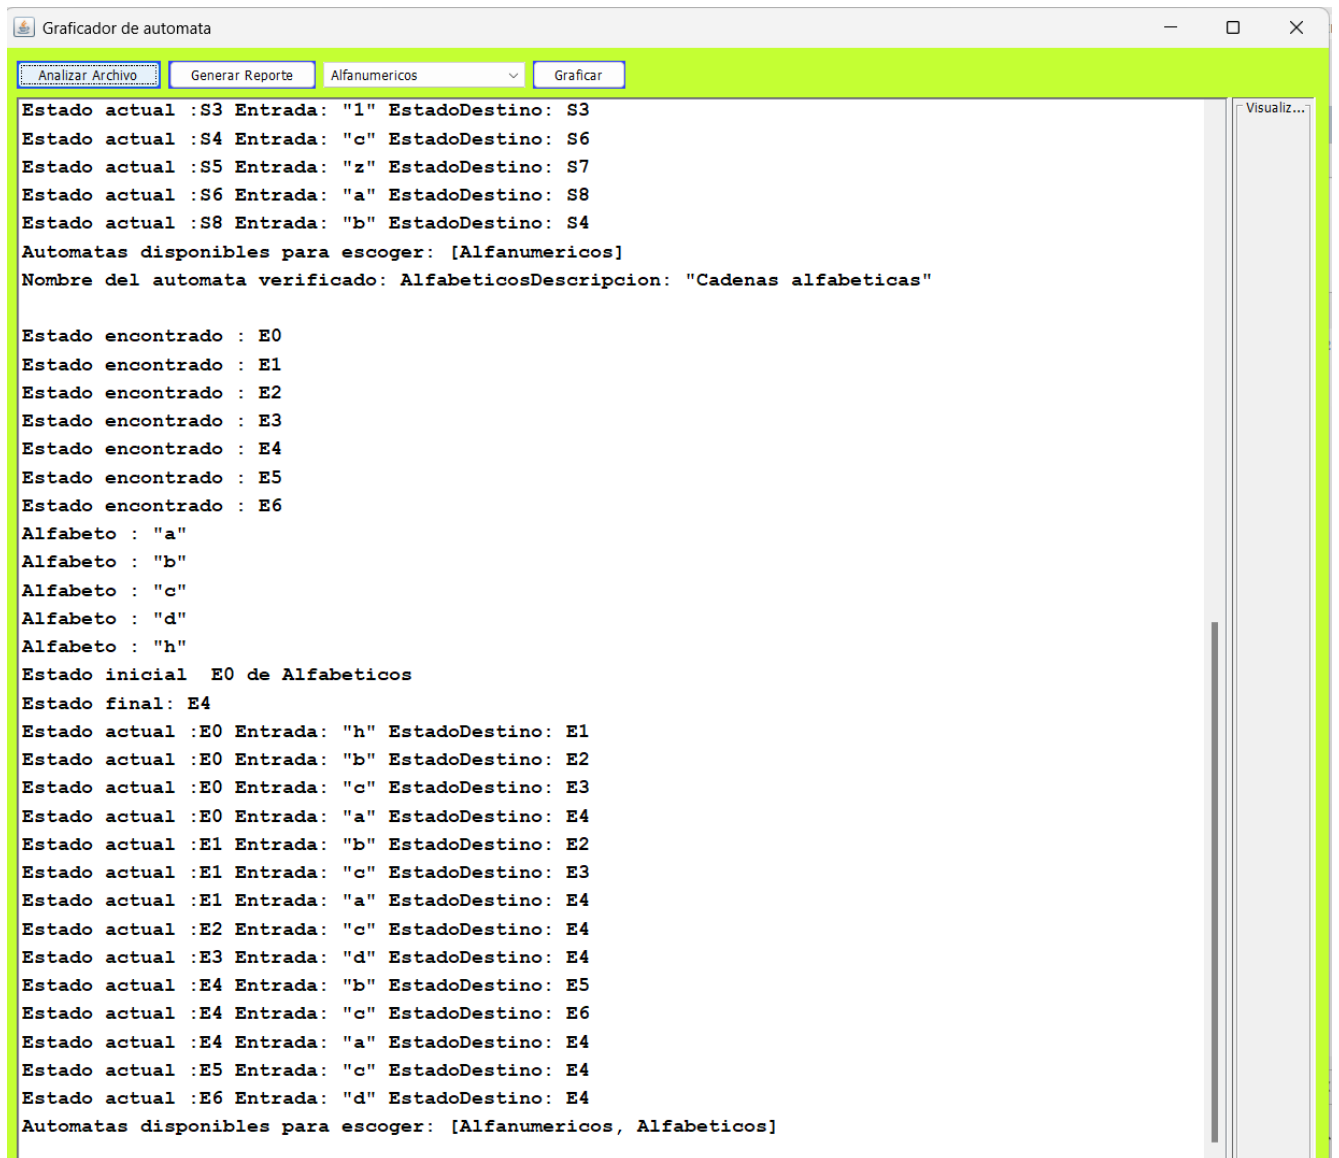 Graficador de automata
Analizar Archivo Generar Reporte Alfanumericos Graficar
Visualiz...
Estado actual :S3 Entrada: "1" EstadoDestino: S3
Estado actual :S4 Entrada: "c" EstadoDestino: S6
Estado actual :S5 Entrada: "z" EstadoDestino: S7
Estado actual :S6 Entrada: "a" EstadoDestino: S8
Estado actual :S8 Entrada: "b" EstadoDestino: S4
Automatas disponibles para escoger: [Alfanumericos]
Nombre del automata verificado: AlfabeticosDescripcion: "Cadenas alfabeticas"
Estado encontrado : E0
Estado encontrado : E1
Estado encontrado : E2
Estado encontrado : E3
Estado encontrado : E4
Estado encontrado : E5
Estado encontrado : E6
Alfabeto : "a"
Alfabeto : "b"
Alfabeto : "c"
Alfabeto : "d"
Alfabeto : "h"
Estado inicial  E0 de Alfabeticos
Estado final: E4
Estado actual :E0 Entrada: "h" EstadoDestino: E1
Estado actual :E0 Entrada: "b" EstadoDestino: E2
Estado actual :E0 Entrada: "c" EstadoDestino: E3
Estado actual :E0 Entrada: "a" EstadoDestino: E4
Estado actual :E1 Entrada: "b" EstadoDestino: E2
Estado actual :E1 Entrada: "c" EstadoDestino: E3
Estado actual :E1 Entrada: "a" EstadoDestino: E4
Estado actual :E2 Entrada: "c" EstadoDestino: E4
Estado actual :E3 Entrada: "d" EstadoDestino: E4
Estado actual :E4 Entrada: "b" EstadoDestino: E5
Estado actual :E4 Entrada: "c" EstadoDestino: E6
Estado actual :E4 Entrada: "a" EstadoDestino: E4
Estado actual :E5 Entrada: "c" EstadoDestino: E4
Estado actual :E6 Entrada: "d" EstadoDestino: E4
Automatas disponibles para escoger: [Alfanumericos, Alfabeticos]